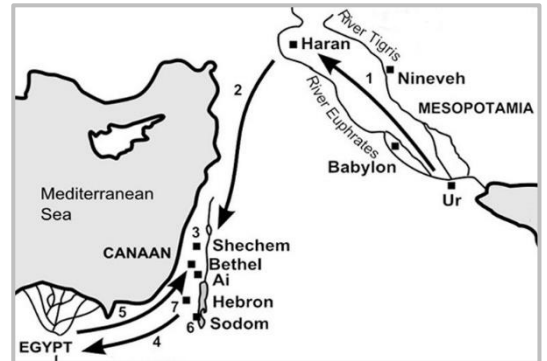 Haran
River Tigris
1
Nineveh
2
MESOPOTAMIA
River Euphrates
Babylon
Ur
Mediterranean
Sea
3
Shechem
CANAAN
Bethel
Ai
7
Hebron
5
6
Sodom
4
EGYPT